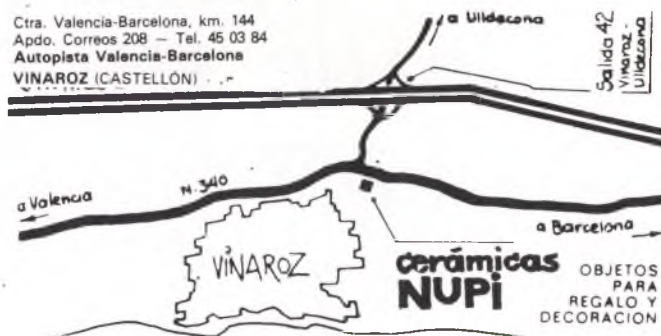 Ctra. Valencia-Barcelona, km. 144
Apdo. Correos 208 — Tel. 45 03 84
Autopista Valencia-Barcelona
VINAROZ (CASTELLÓN)
a Ulldecona
Salida 42
Vinaroz-
Ulldecona
a Valencia
N.340
a Barcelona
VINAROZ
cerámicas
NUPi
OBJETOS
PARA
REGALO Y
DECORACION